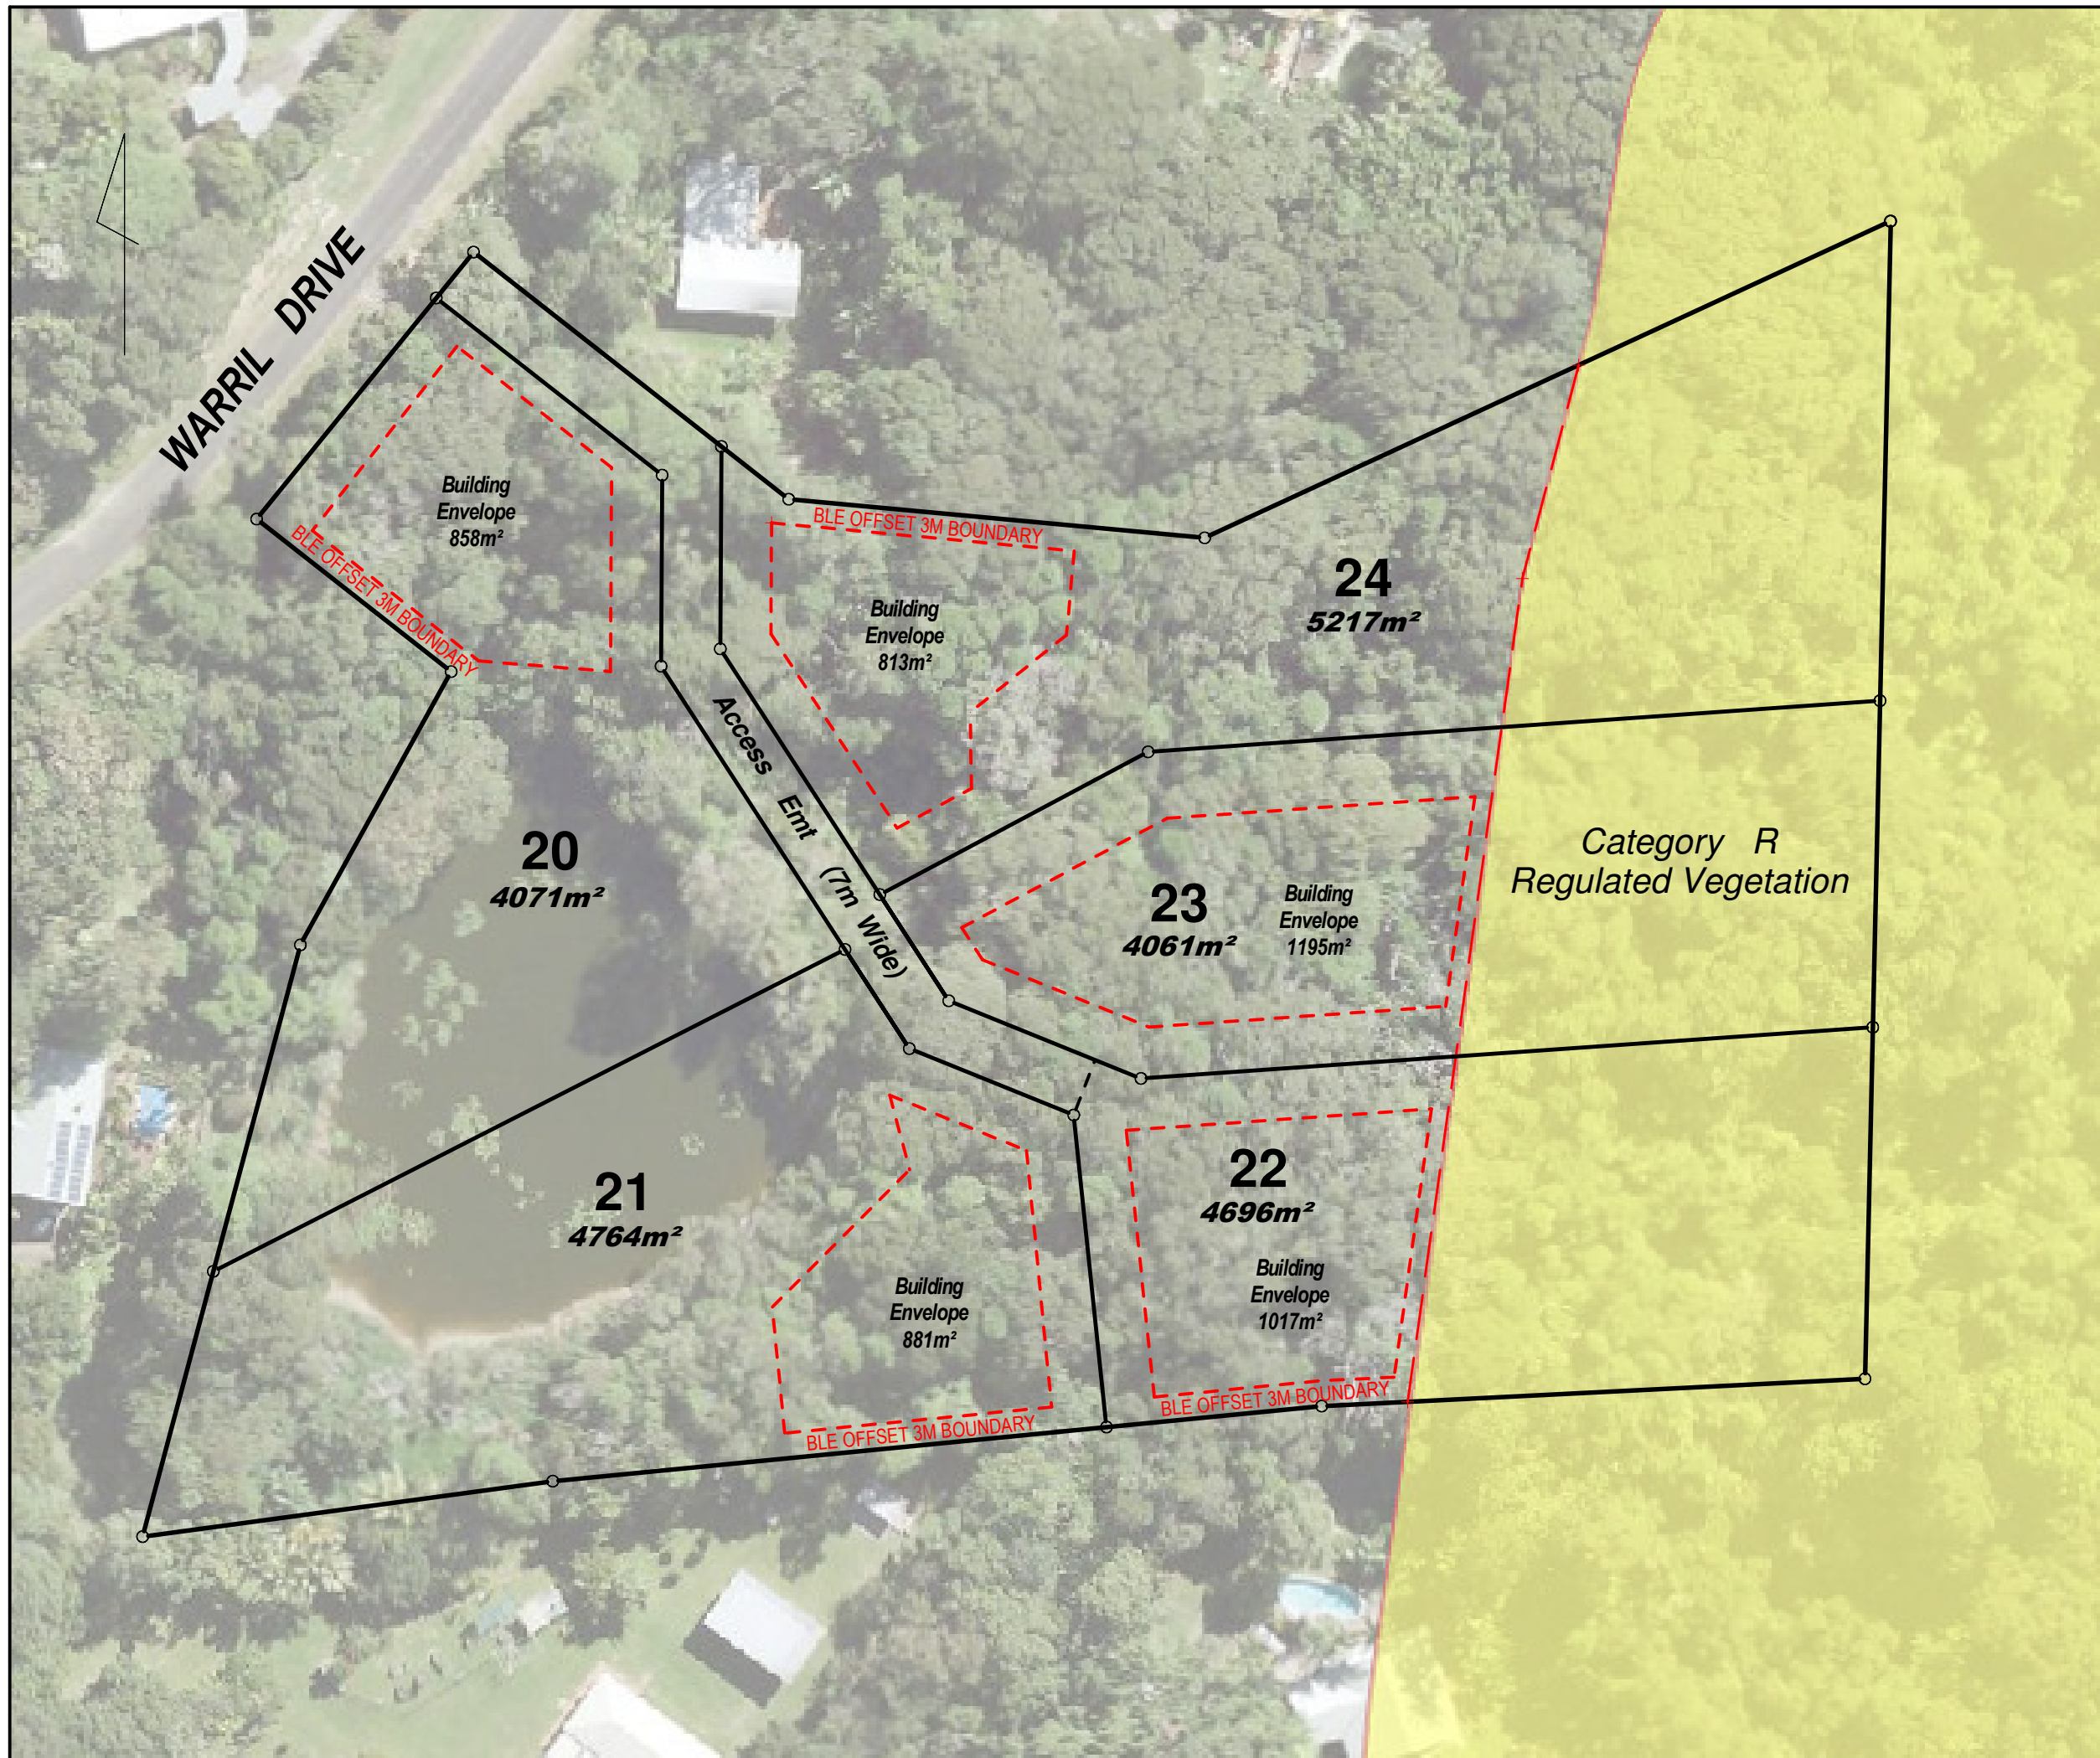 WARRIL DRIVE
Building
Envelope
858m²
BLE OFFSET 3M BOUNDARY
BLE OFFSET 3M BOUNDARY
Building
Envelope
813m²
24
5217m²
Access Emt (7m Wide)
20
4071m²
23
4061m²
Building
Envelope
1195m²
Category R
Regulated Vegetation
21
4764m²
Building
Envelope
881m²
BLE OFFSET 3M BOUNDARY
22
4696m²
Building
Envelope
1017m²
BLE OFFSET 3M BOUNDARY